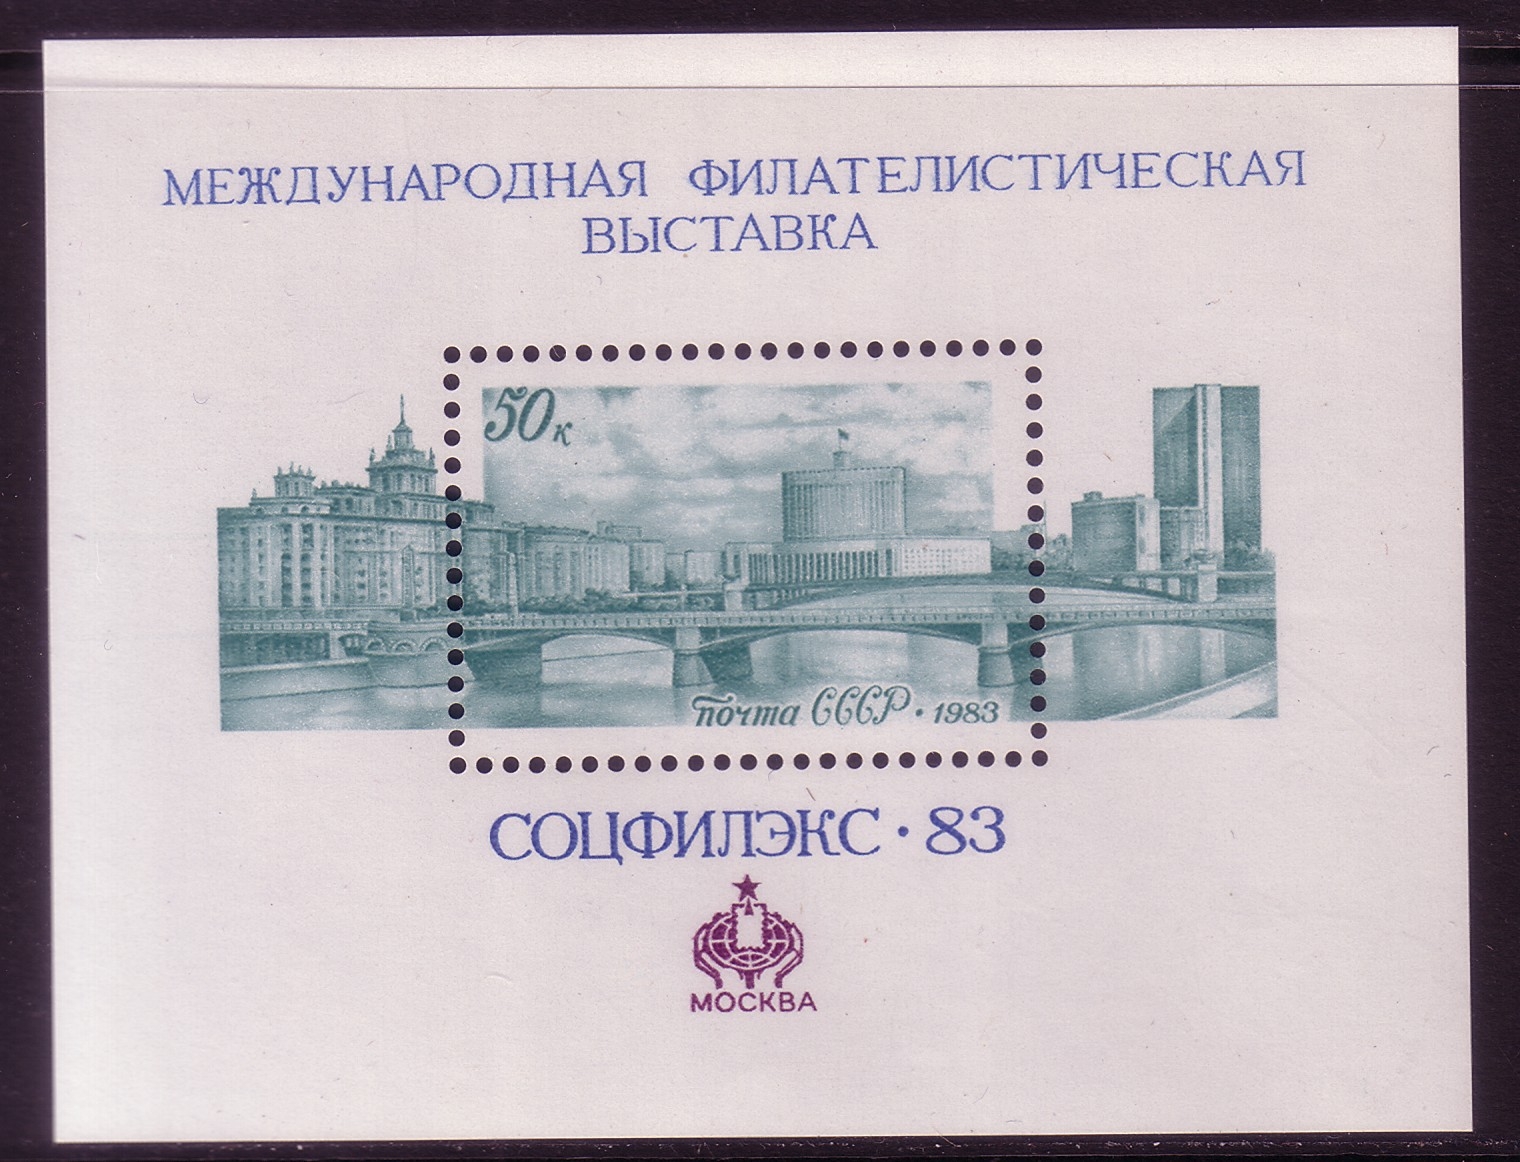 МЕЖДУНАРОДНАЯ ФИЛАТЕЛИСТИЧЕСКАЯ
ВЫСТАВКА
50к
почта СССР · 1983
СОЦФИЛЭКС · 83
МОСКВА